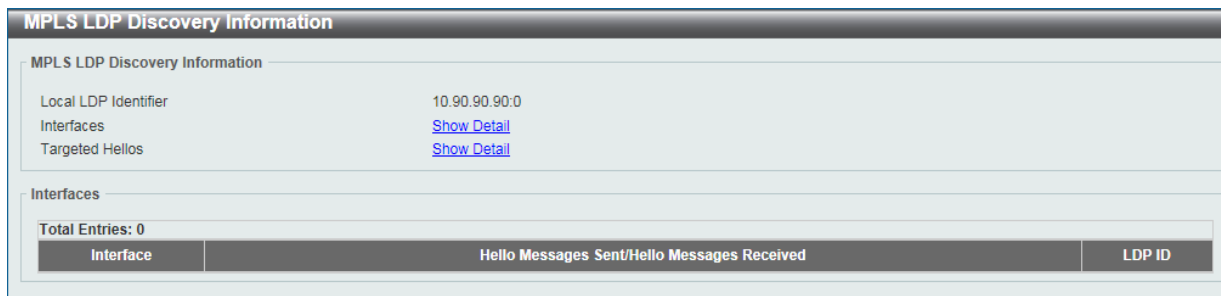 MPLS LDP Discovery Information
MPLS LDP Discovery Information
Local LDP Identifier 10.90.90.90:0
Interfaces Show Detail
Targeted Hellos Show Detail
Interfaces
Total Entries: 0
Interface Hello Messages Sent/Hello Messages Received LDP ID